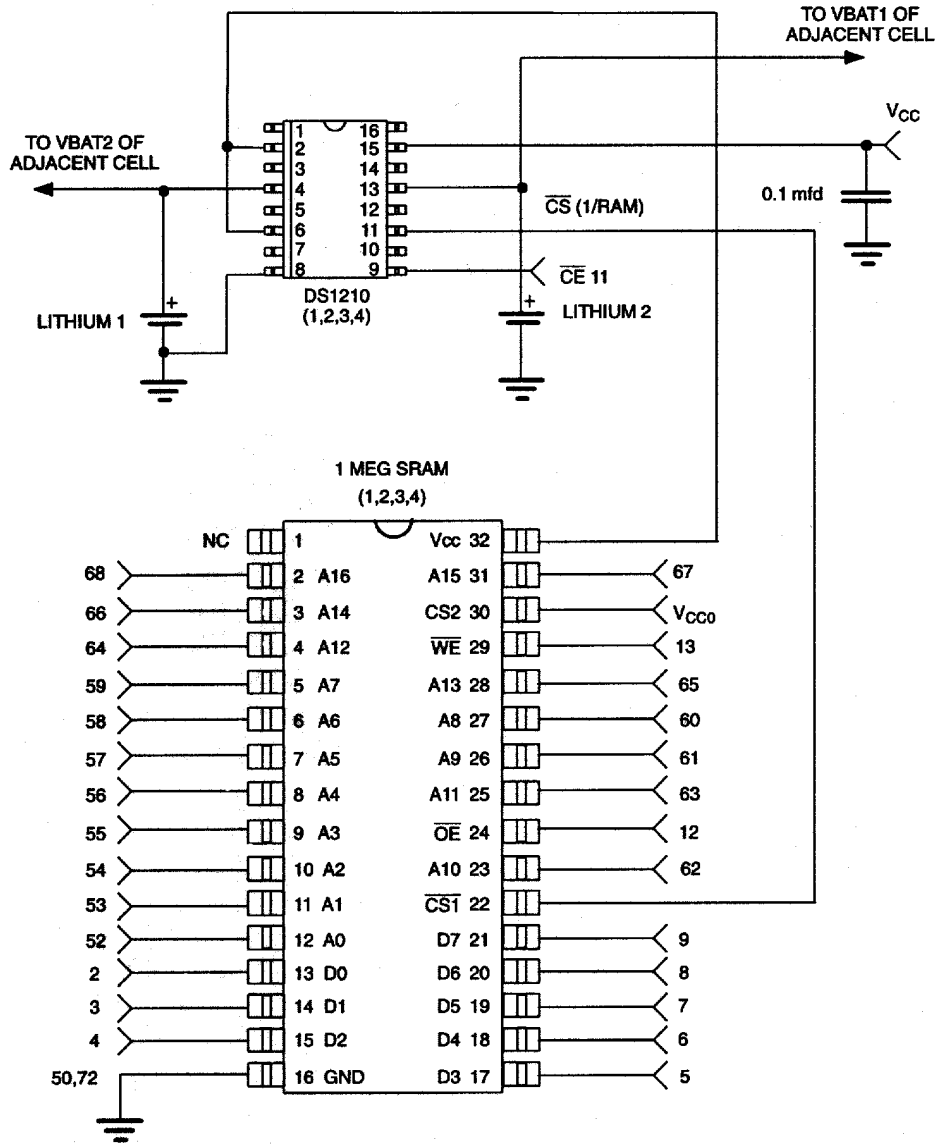 TO VBAT1 OF
ADJACENT CELL
VCC
TO VBAT2 OF
ADJACENT CELL
1 16
2 15
3 14
4 13
5 12
6 11
7 10
8 9
0.1 mfd
CS (1/RAM)
CE 11
DS1210
(1,2,3,4)
+
LITHIUM 1
+
LITHIUM 2
1 MEG SRAM
(1,2,3,4)
NC 1 Vcc 32
68 2 A16 A15 31 67
66 3 A14 CS2 30 VCC0
64 4 A12 WE 29 13
59 5 A7 A13 28 65
58 6 A6 A8 27 60
57 7 A5 A9 26 61
56 8 A4 A11 25 63
55 9 A3 OE 24 12
54 10 A2 A10 23 62
53 11 A1 CS1 22
52 12 A0 D7 21 9
2 13 D0 D6 20 8
3 14 D1 D5 19 7
4 15 D2 D4 18 6
50,72 16 GND D3 17 5